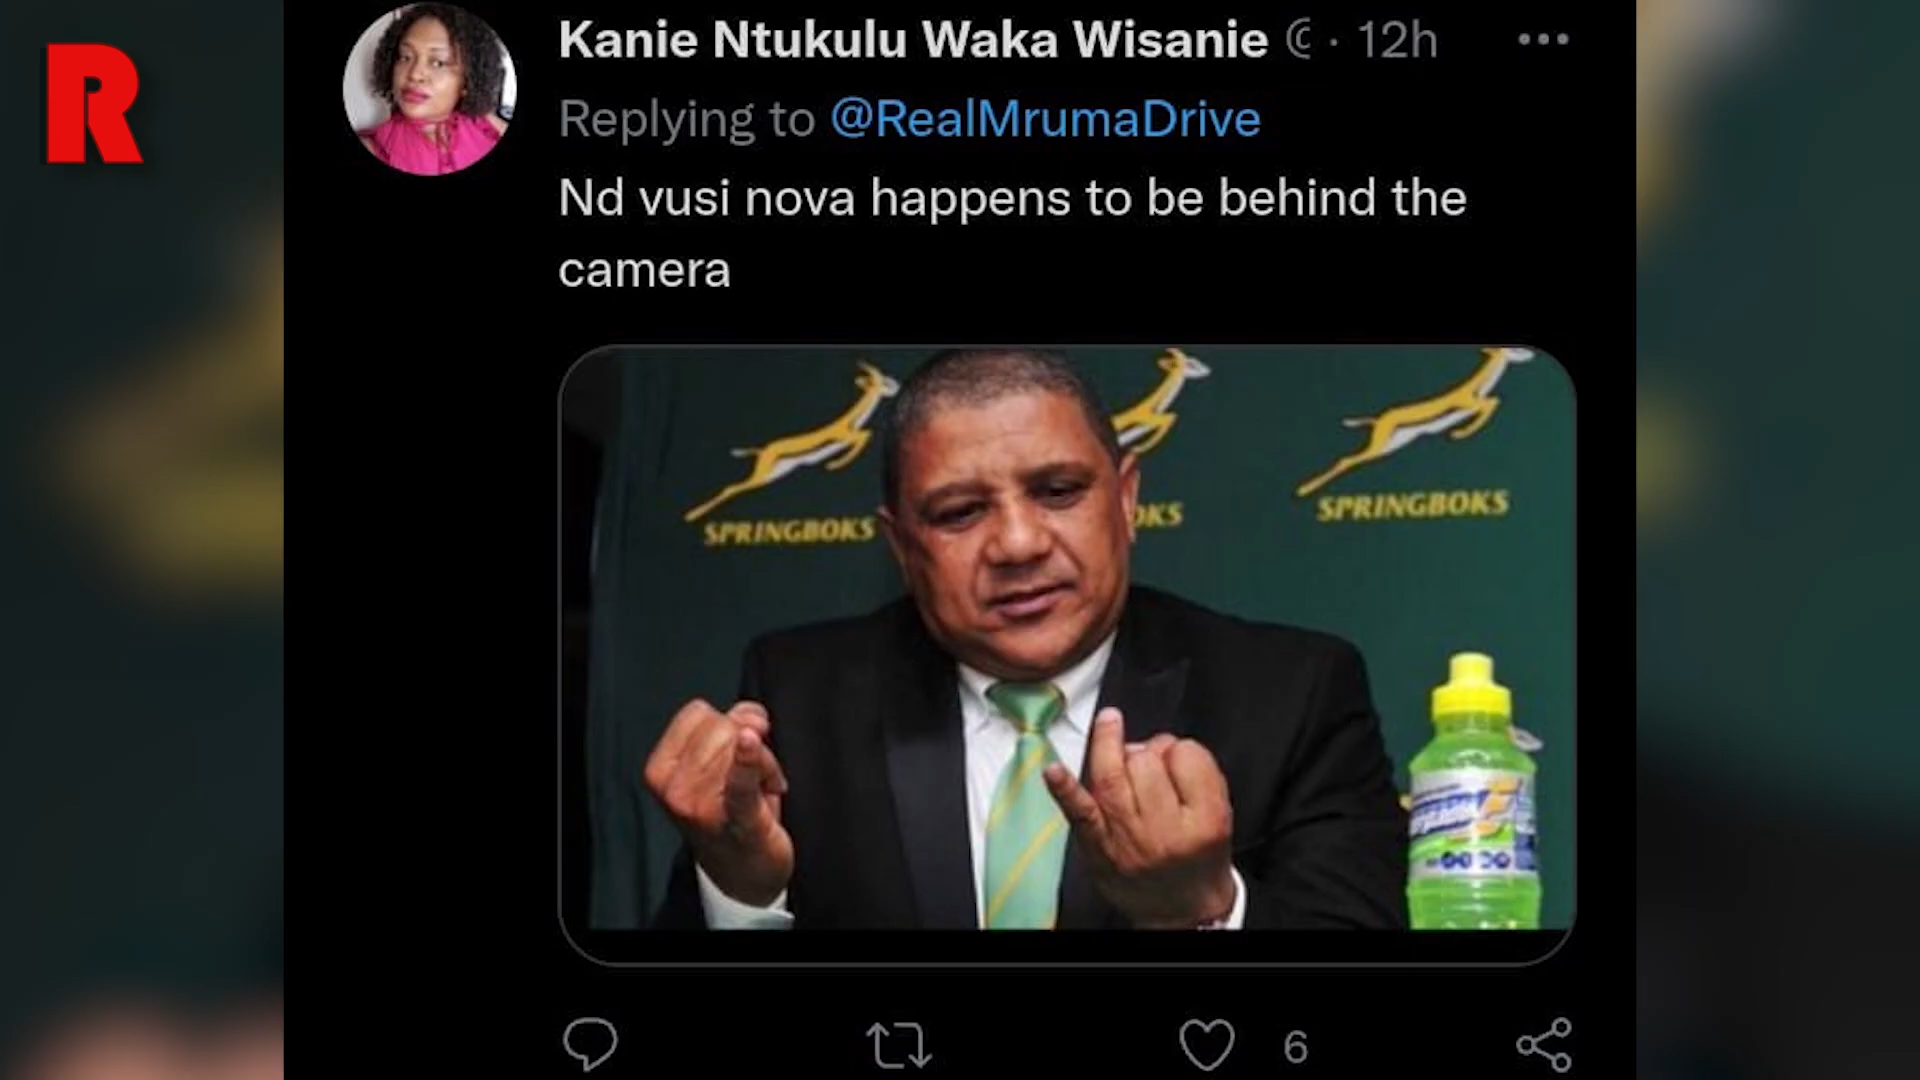 R
Kanie Ntukulu Waka Wisanie @ · 12h
Replying to @RealMrumaDrive
Nd vusi nova happens to be behind the
camera
SPRINGBOKS
OKS
SPRINGBOKS
6